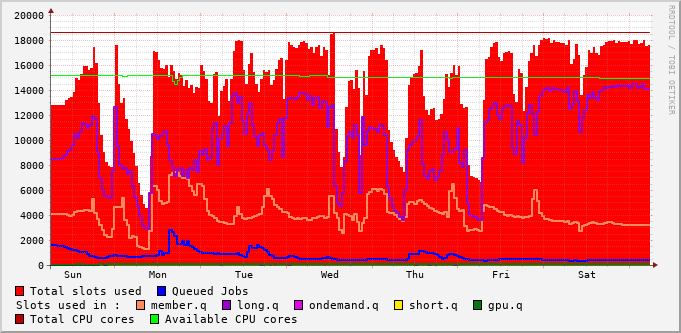 20000
18000
16000
14000
12000
10000
8000
6000
4000
2000
0
Sun Mon Tue Wed Thu Fri Sat
RRDTOOL / TOBI OETIKER
Total slots used Queued Jobs
Slots used in : member.q long.q ondemand.q short.q gpu.q
Total CPU cores Available CPU cores